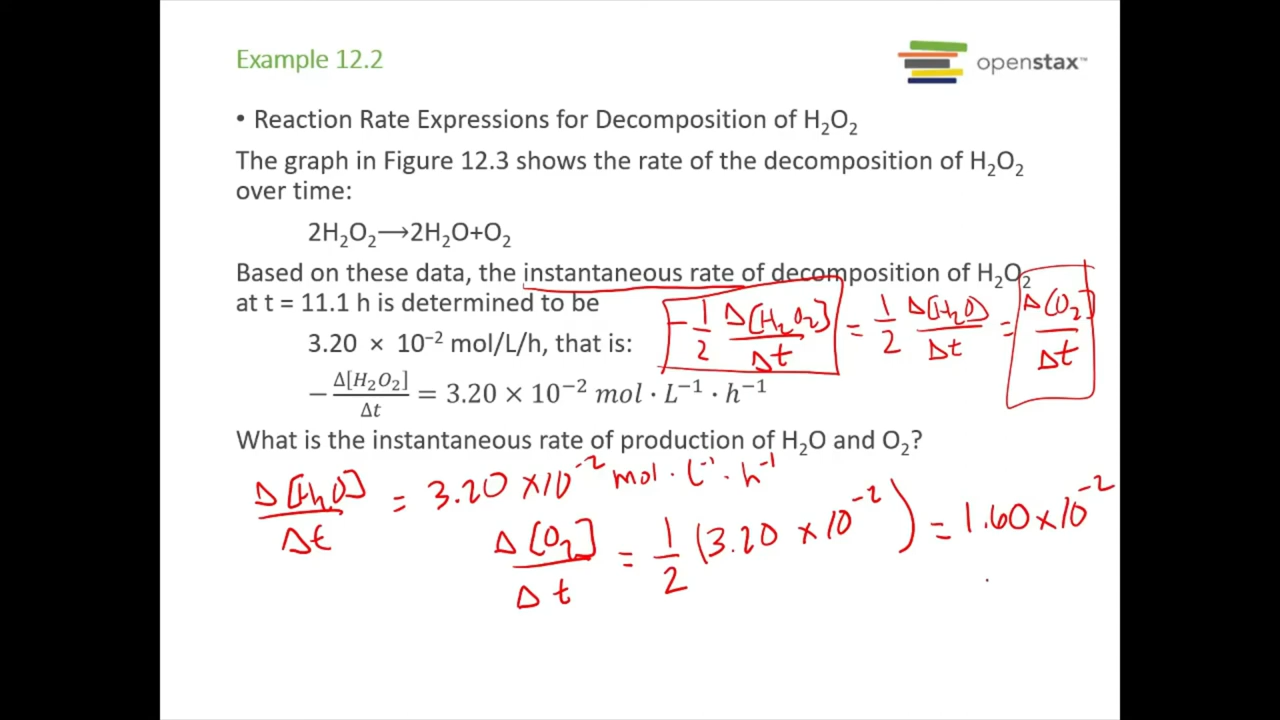 Example 12.2
openstax™
• Reaction Rate Expressions for Decomposition of H₂O₂
The graph in Figure 12.3 shows the rate of the decomposition of H₂O₂
over time:
2H₂O₂⟶2H₂O+O₂
Based on these data, the instantaneous rate of decomposition of H₂O₂
at t = 11.1 h is determined to be
-1/2 Δ[H₂O₂]/Δt = 1/2 Δ[H₂O]/Δt = Δ[O₂]/Δt
3.20 × 10⁻² mol/L/h, that is:
−Δ[H₂O₂]/Δt = 3.20 × 10⁻² mol · L⁻¹ · h⁻¹
What is the instantaneous rate of production of H₂O and O₂?
Δ[H₂O]/Δt = 3.20 × 10⁻² mol · L⁻¹ · h⁻¹
Δ[O₂]/Δt = 1/2 (3.20 × 10⁻²) = 1.60 × 10⁻²